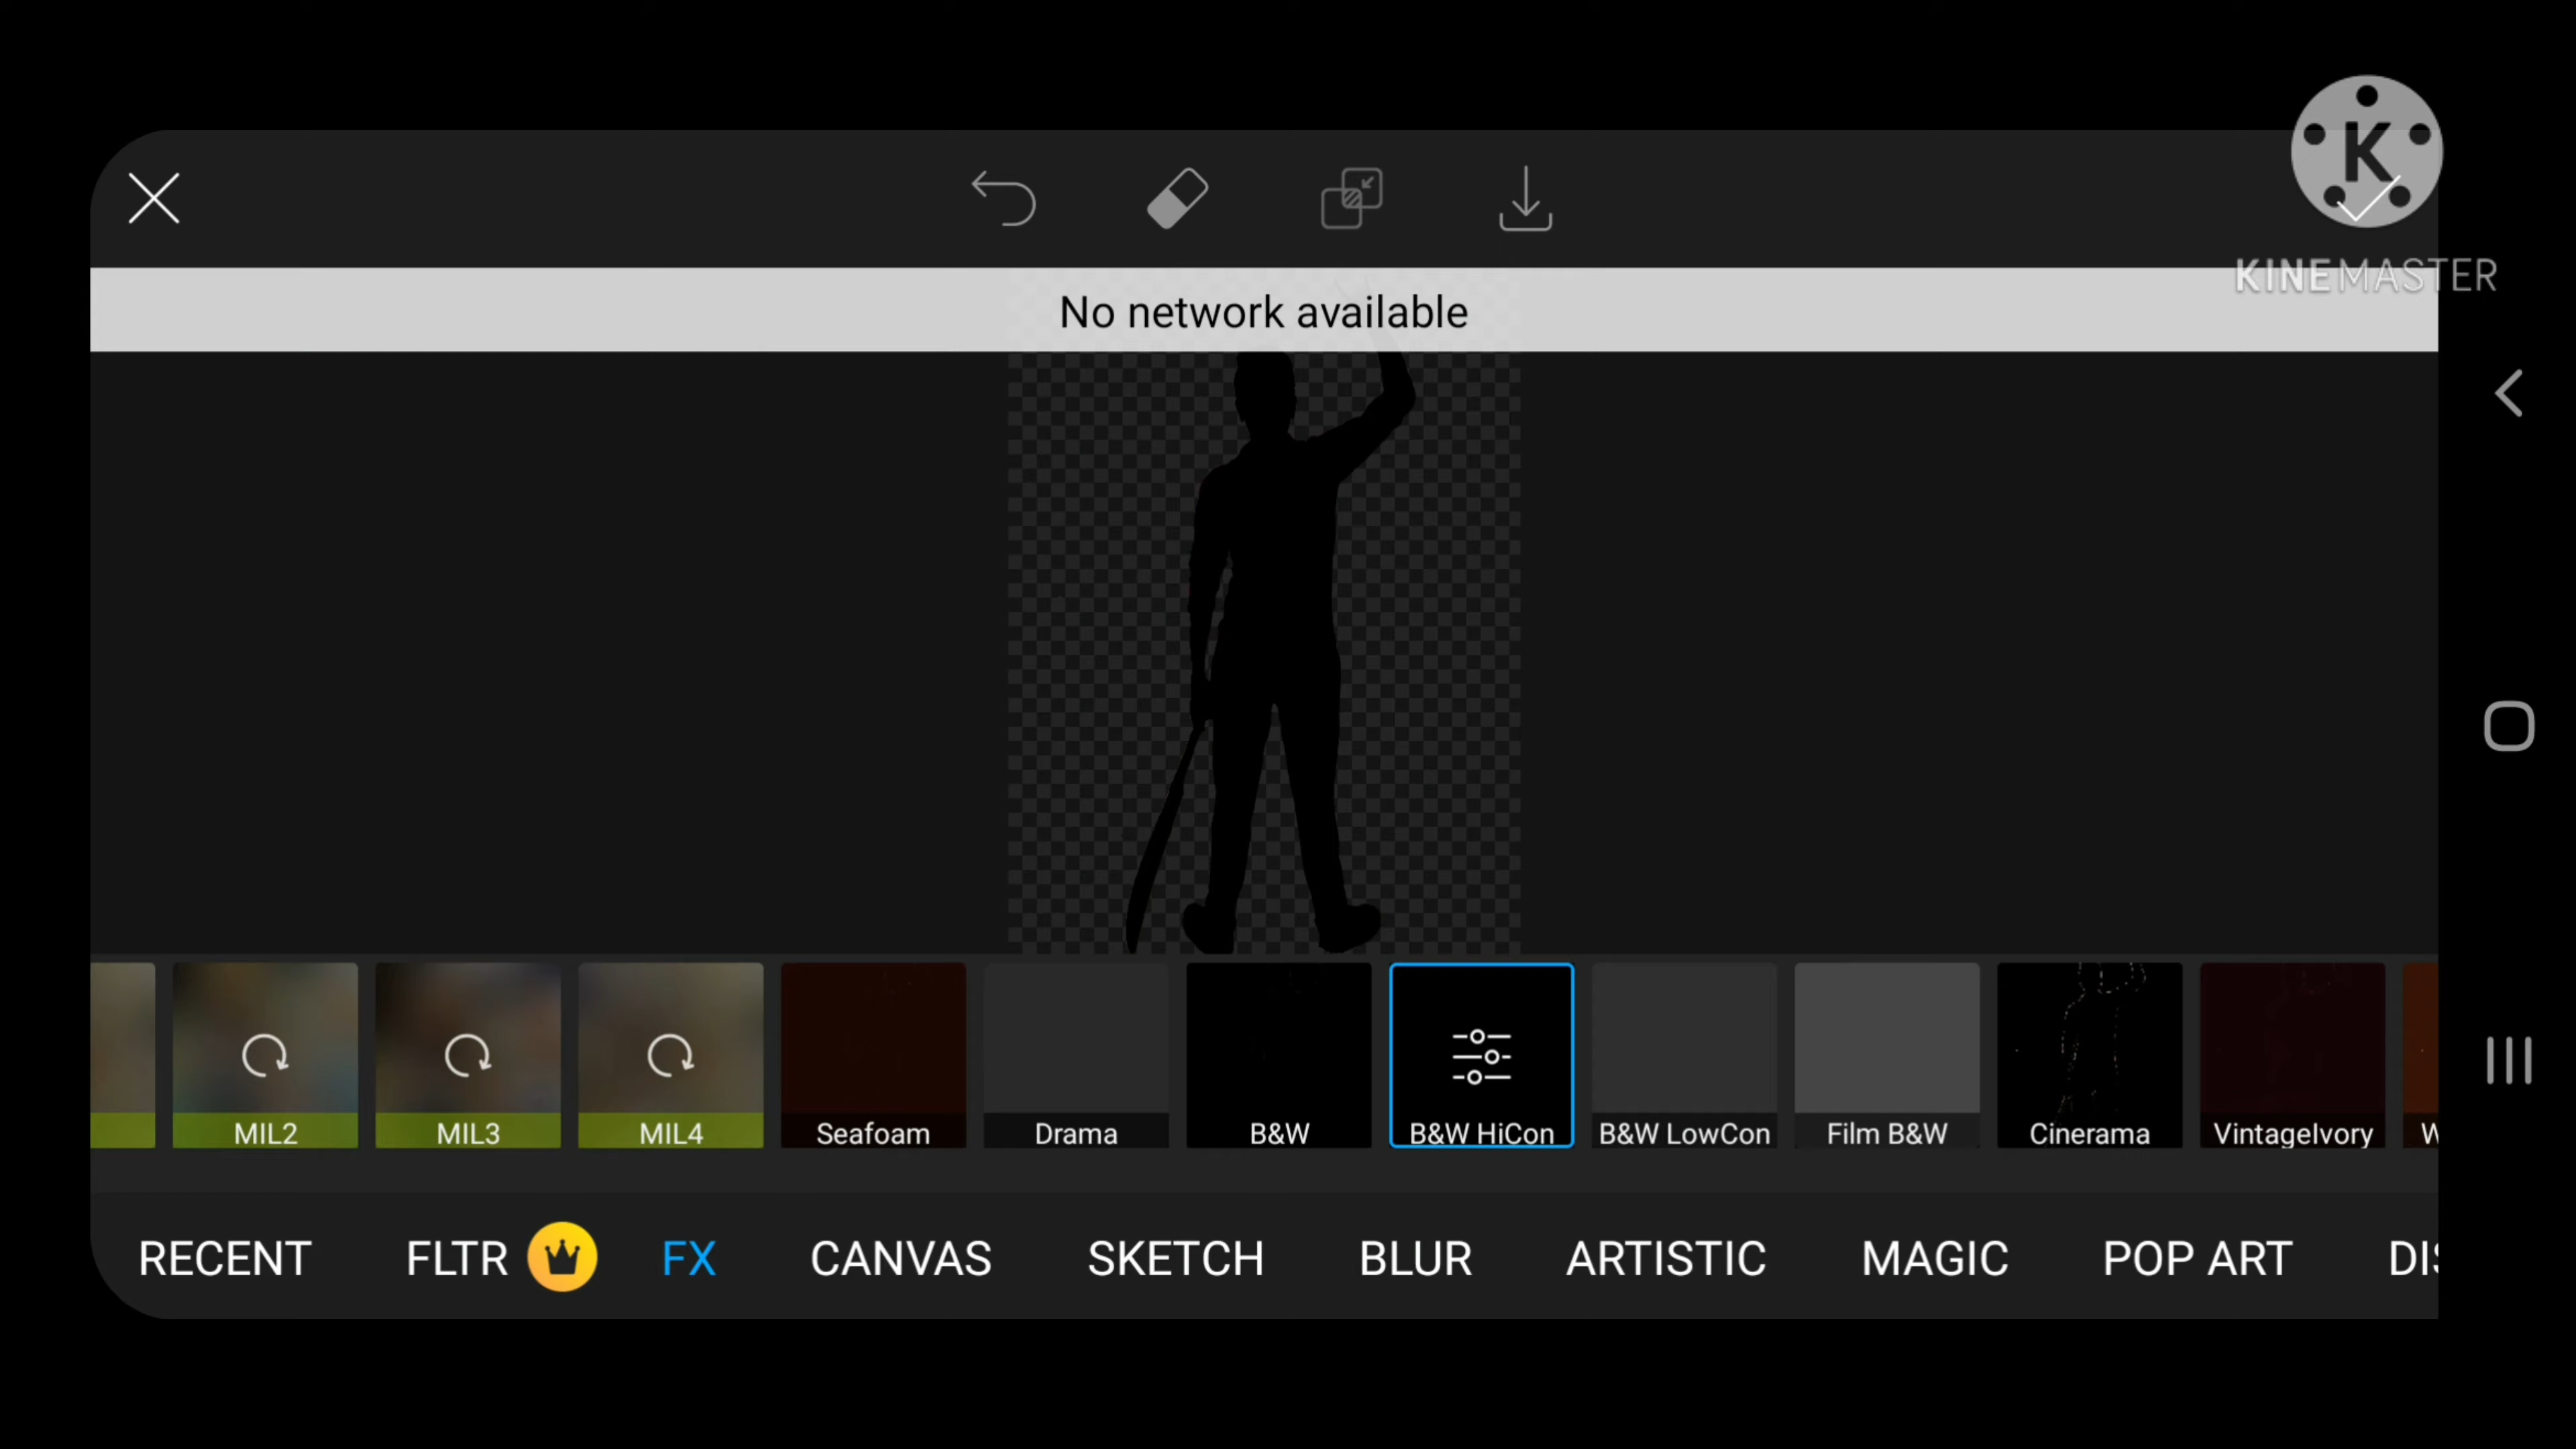 K
KINEMASTER
No network available
MIL2
MIL3
MIL4
Seafoam
Drama
B&W
B&W HiCon
B&W LowCon
Film B&W
Cinerama
VintageIvory
W
RECENT
FLTR
FX
CANVAS
SKETCH
BLUR
ARTISTIC
MAGIC
POP ART
DIS